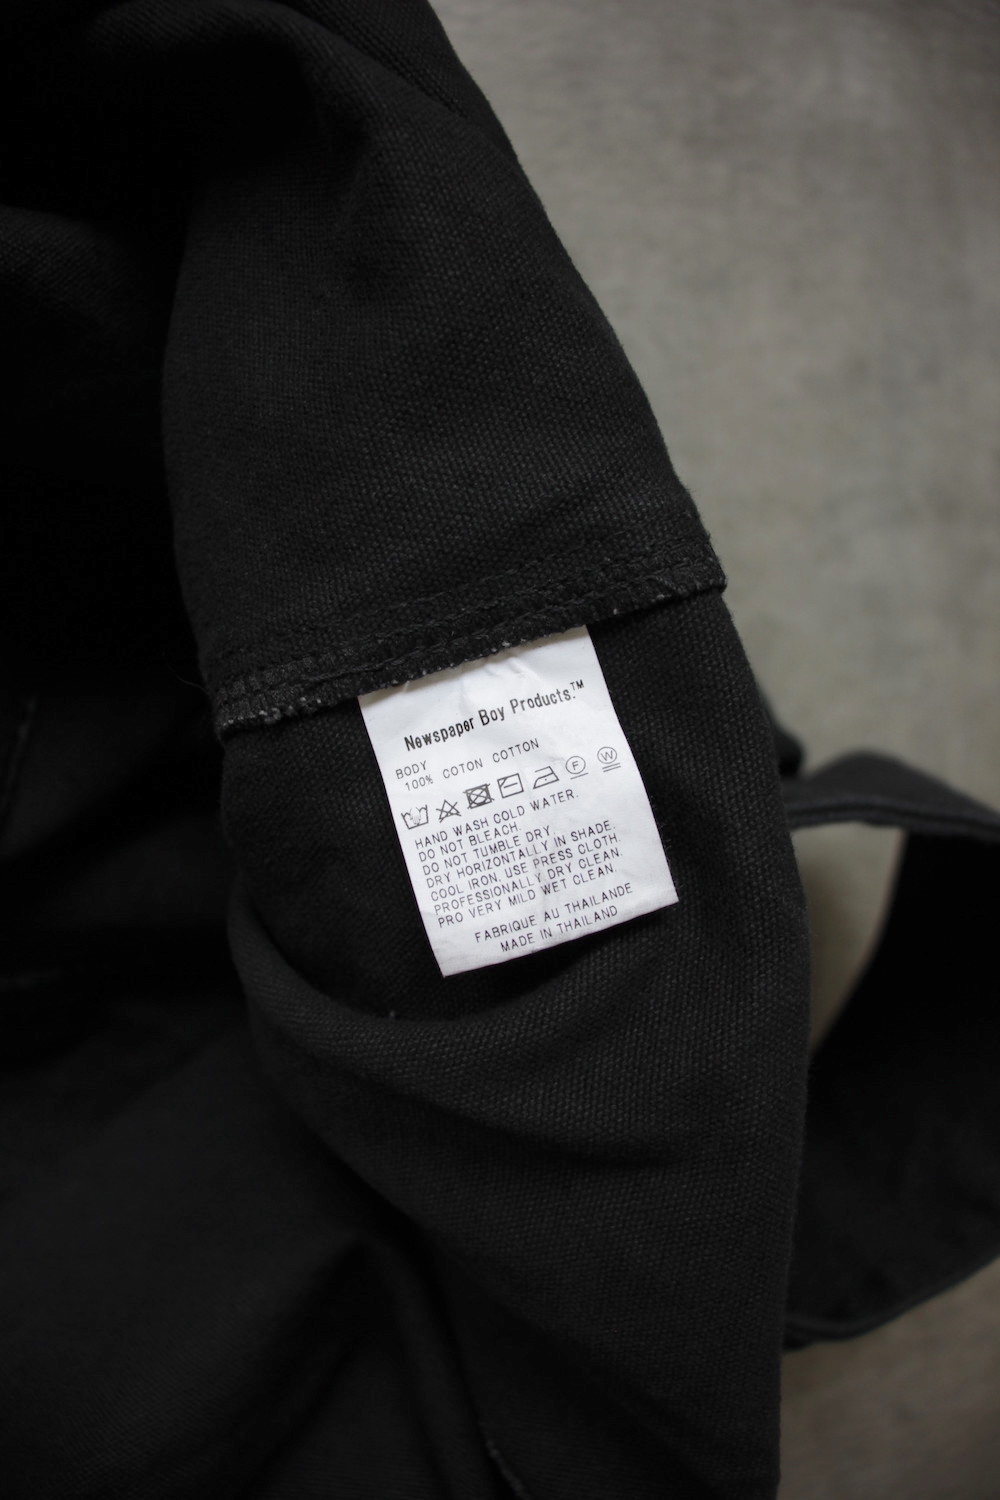 Newspaper Boy Products.™
BODY
100% COTON COTTON
F W
HAND WASH COLD WATER.
DO NOT BLEACH.
DO NOT TUMBLE DRY.
DRY HORIZONTALLY IN SHADE.
COOL IRON, USE PRESS CLOTH.
PROFESSIONALLY DRY CLEAN.
PRO VERY MILD WET CLEAN.
FABRIQUE AU THAILANDE
MADE IN THAILAND